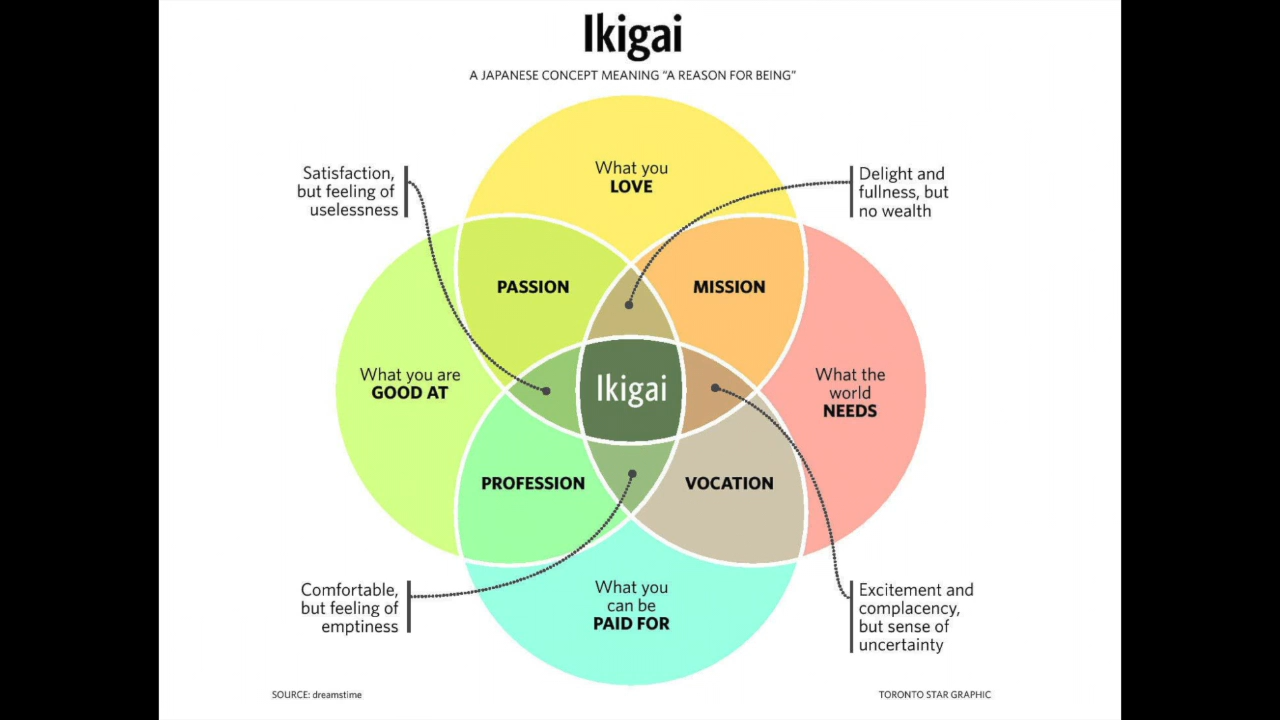 Ikigai
A JAPANESE CONCEPT MEANING “A REASON FOR BEING”
What you
LOVE
Satisfaction,
but feeling of
uselessness
Delight and
fullness, but
no wealth
PASSION
MISSION
What you are
GOOD AT
Ikigai
What the
world
NEEDS
PROFESSION
VOCATION
Comfortable,
but feeling of
emptiness
What you
can be
PAID FOR
Excitement and
complacency,
but sense of
uncertainty
SOURCE: dreamstime
TORONTO STAR GRAPHIC